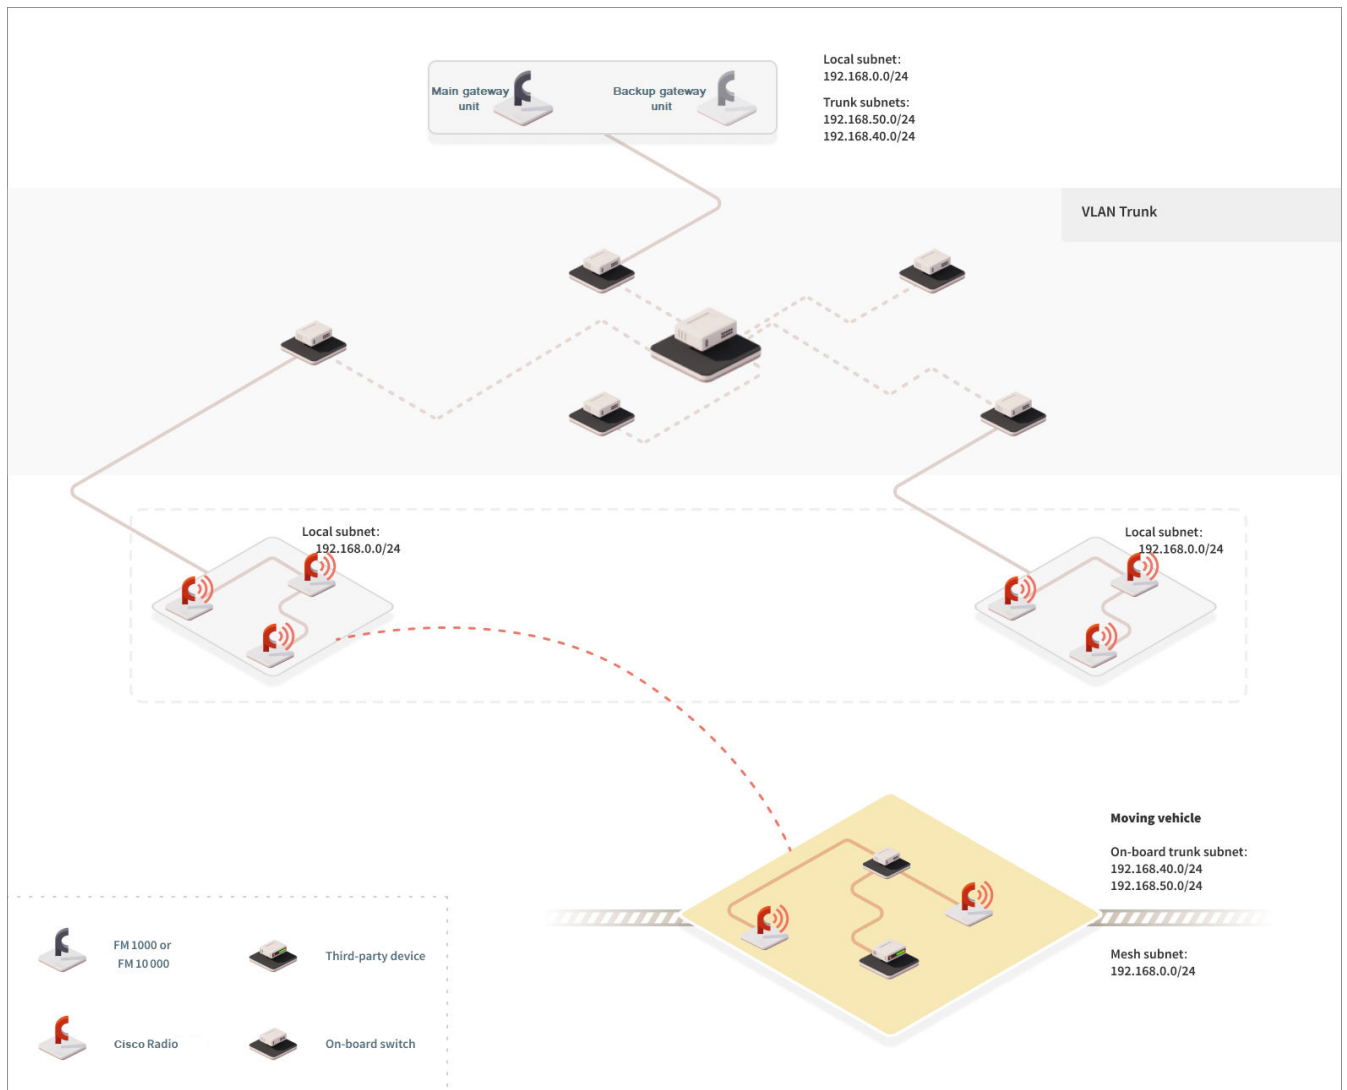 Main gateway
unit
Backup gateway
unit
Local subnet:
192.168.0.0/24
Trunk subnets:
192.168.50.0/24
192.168.40.0/24
VLAN Trunk
Local subnet:
192.168.0.0/24
Local subnet:
192.168.0.0/24
Moving vehicle
On-board trunk subnet:
192.168.40.0/24
192.168.50.0/24
Mesh subnet:
192.168.0.0/24
FM 1000 or
FM 10 000
Third-party device
Cisco Radio
On-board switch